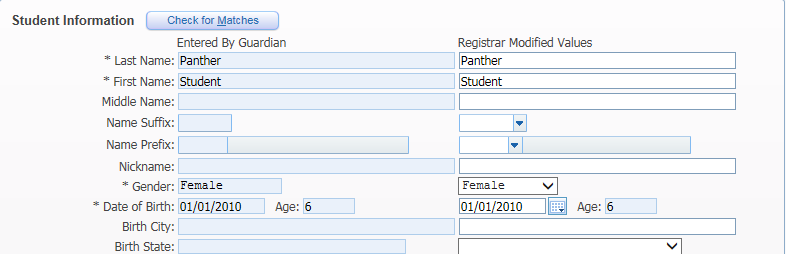 Student Information Check for Matches
Entered By Guardian Registrar Modified Values
* Last Name: Panther Panther
* First Name: Student Student
Middle Name:
Name Suffix:
Name Prefix:
Nickname:
* Gender: Female Female
* Date of Birth: 01/01/2010 Age: 6 01/01/2010 Age: 6
Birth City:
Birth State: